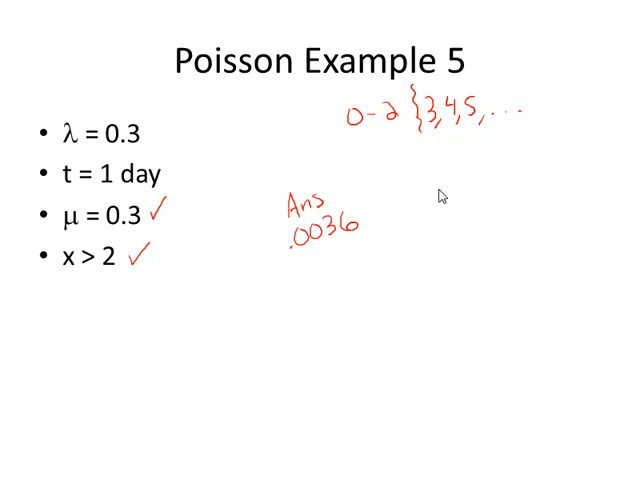 Poisson Example 5
0-2 {3,4,5, ...
• λ = 0.3
• t = 1 day
• μ = 0.3 ✓
• x > 2 ✓
Ans
.0036